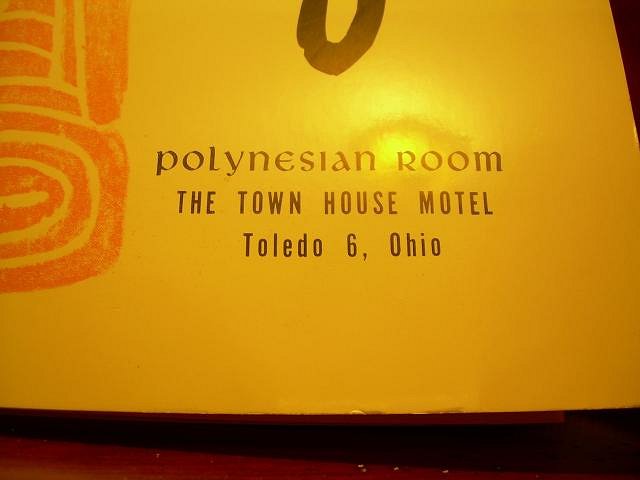 polynesian room
THE TOWN HOUSE MOTEL
Toledo 6, Ohio